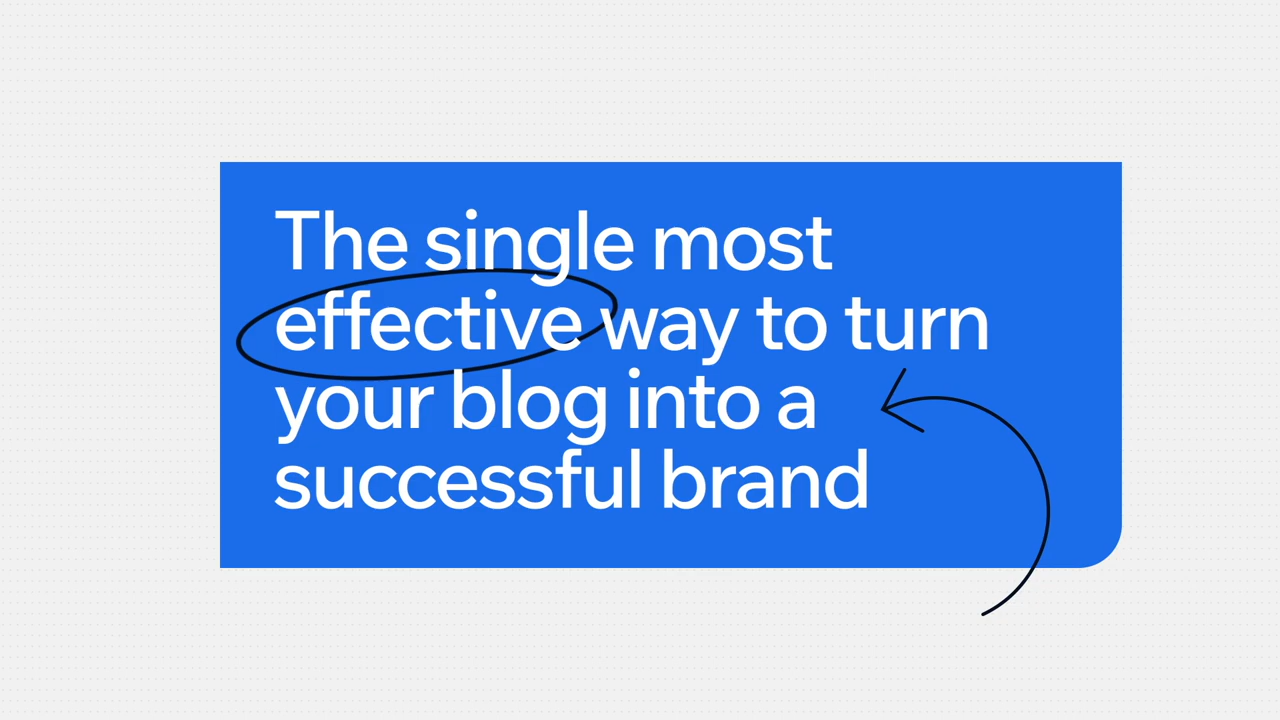 The single most
effective way to turn
your blog into a
successful brand